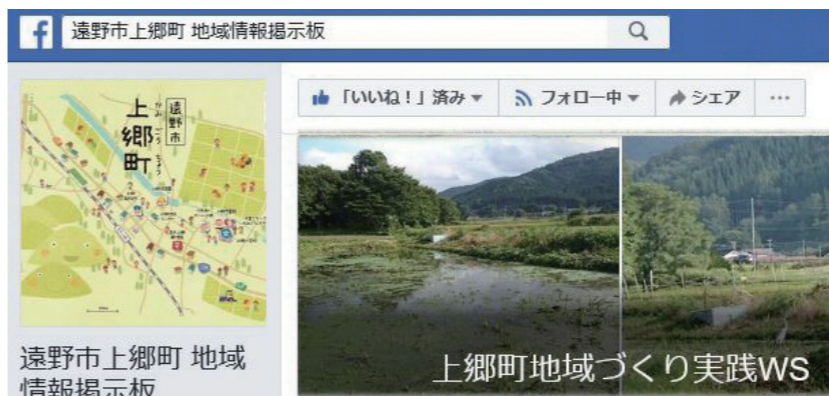 遠野市上郷町 地域情報掲示板
「いいね！」済み
フォロー中
シェア
遠野市
上郷町
かみごうちょう
上郷町地域づくり実践WS
遠野市上郷町 地域
情報掲示板